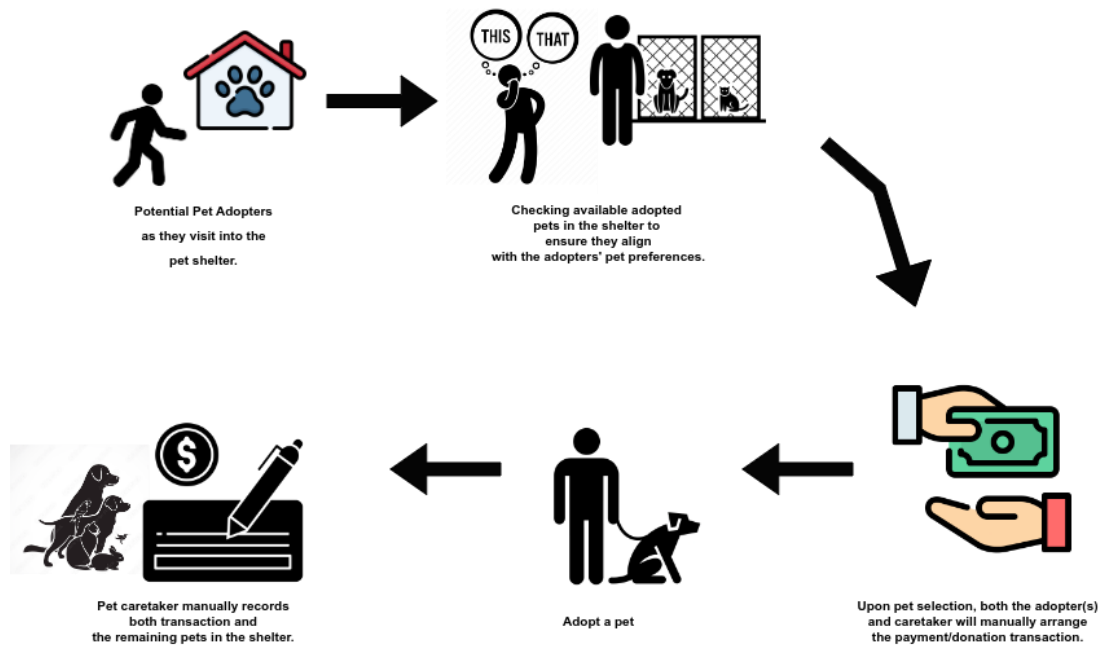 THIS
THAT
Potential Pet Adopters
as they visit into the
pet shelter.
Checking available adopted
pets in the shelter to
ensure they align
with the adopters' pet preferences.
$
Pet caretaker manually records
both transaction and
the remaining pets in the shelter.
Adopt a pet
Upon pet selection, both the adopter(s)
and caretaker will manually arrange
the payment/donation transaction.